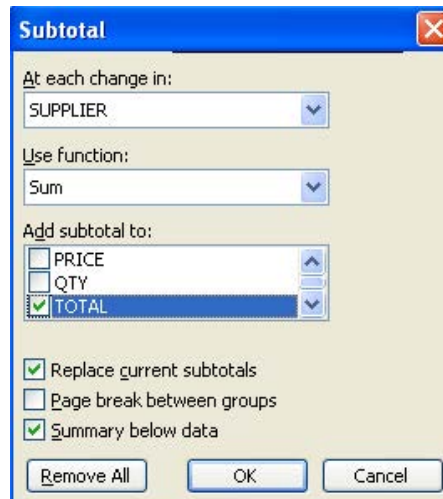 Subtotal
At each change in:
SUPPLIER
Use function:
Sum
Add subtotal to:
PRICE
QTY
TOTAL
Replace current subtotals
Page break between groups
Summary below data
Remove All OK Cancel